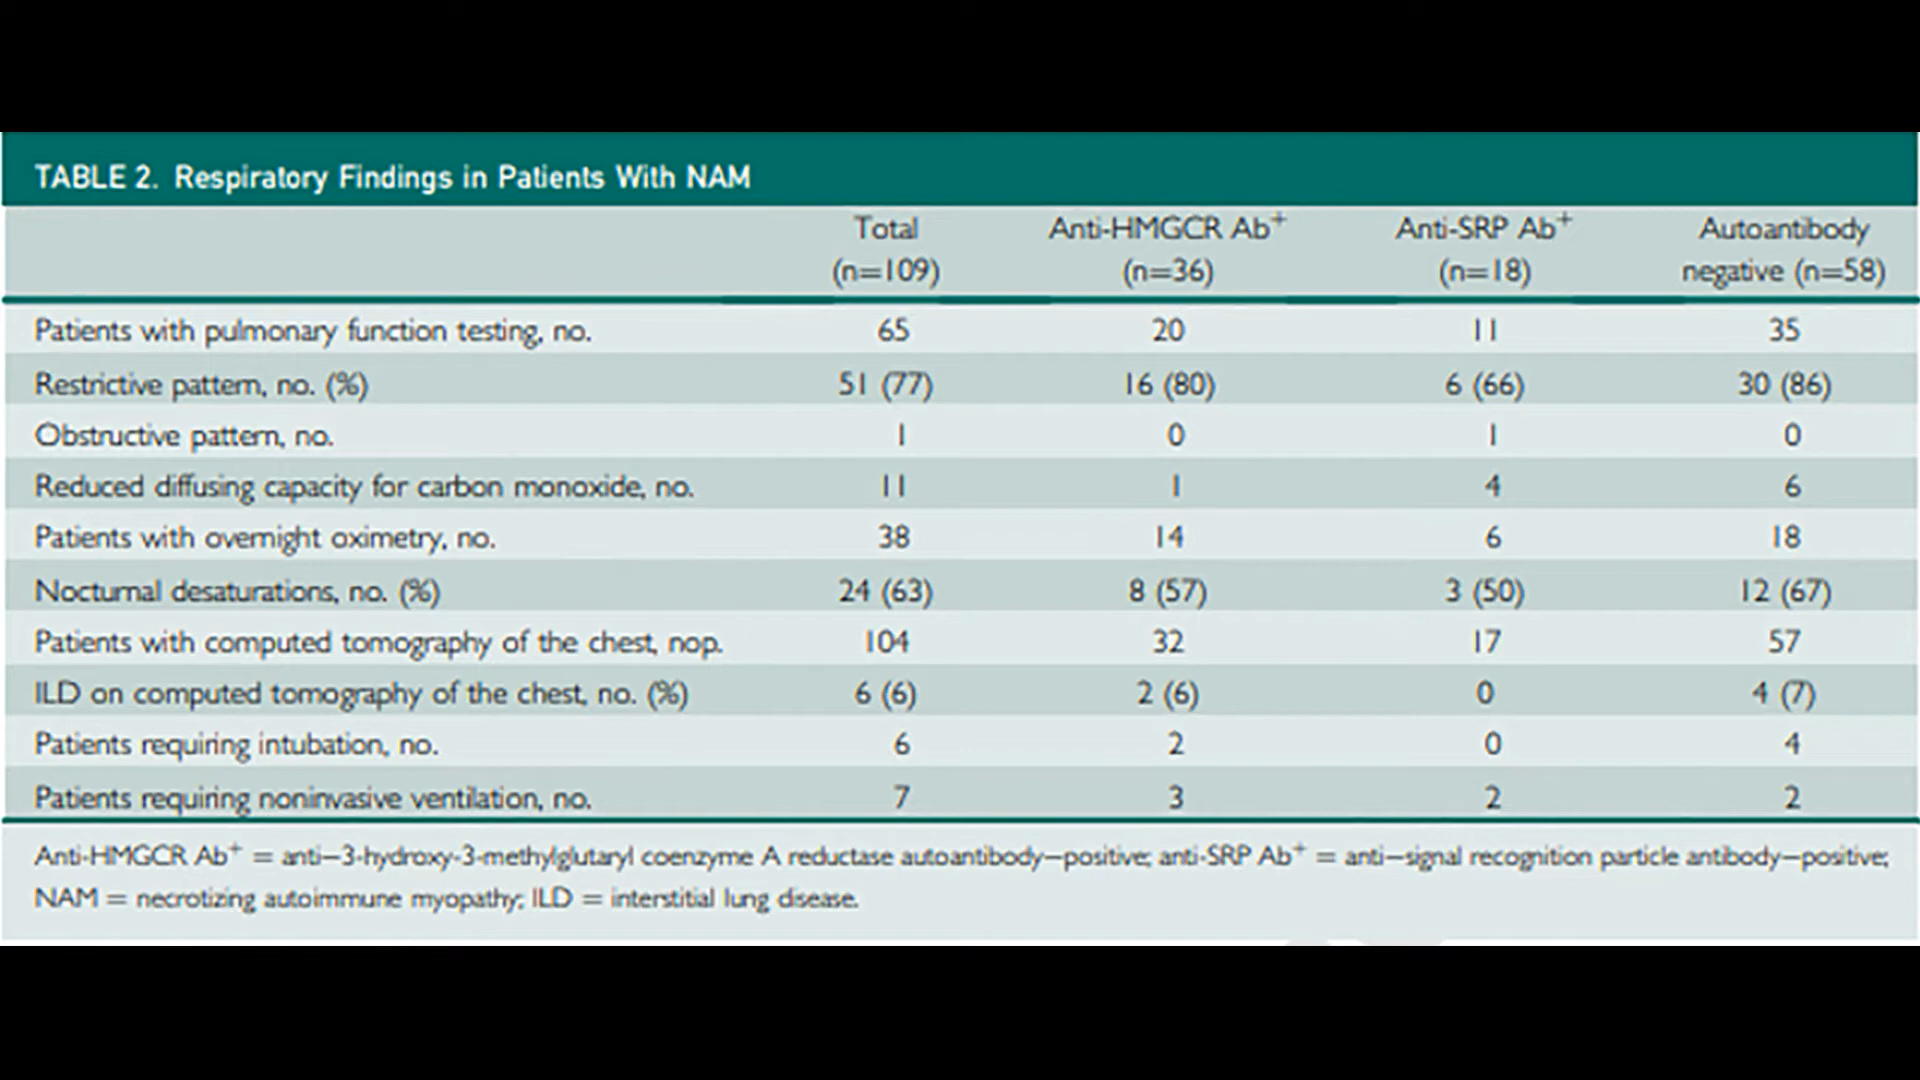 TABLE 2. Respiratory Findings in Patients With NAM
Total Anti-HMGCR Ab+ Anti-SRP Ab+ Autoantibody
(n=109) (n=36) (n=18) negative (n=58)
Patients with pulmonary function testing, no. 65 20 11 35
Restrictive pattern, no. (%) 51 (77) 16 (80) 6 (66) 30 (86)
Obstructive pattern, no. 1 0 1 0
Reduced diffusing capacity for carbon monoxide, no. 11 1 4 6
Patients with overnight oximetry, no. 38 14 6 18
Nocturnal desaturations, no. (%) 24 (63) 8 (57) 3 (50) 12 (67)
Patients with computed tomography of the chest, nop. 104 32 17 57
ILD on computed tomography of the chest, no. (%) 6 (6) 2 (6) 0 4 (7)
Patients requiring intubation, no. 6 2 0 4
Patients requiring noninvasive ventilation, no. 7 3 2 2
Anti-HMGCR Ab+ = anti–3-hydroxy-3-methylglutaryl coenzyme A reductase autoantibody–positive; anti-SRP Ab+ = anti–signal recognition particle antibody–positive;
NAM = necrotizing autoimmune myopathy; ILD = interstitial lung disease.